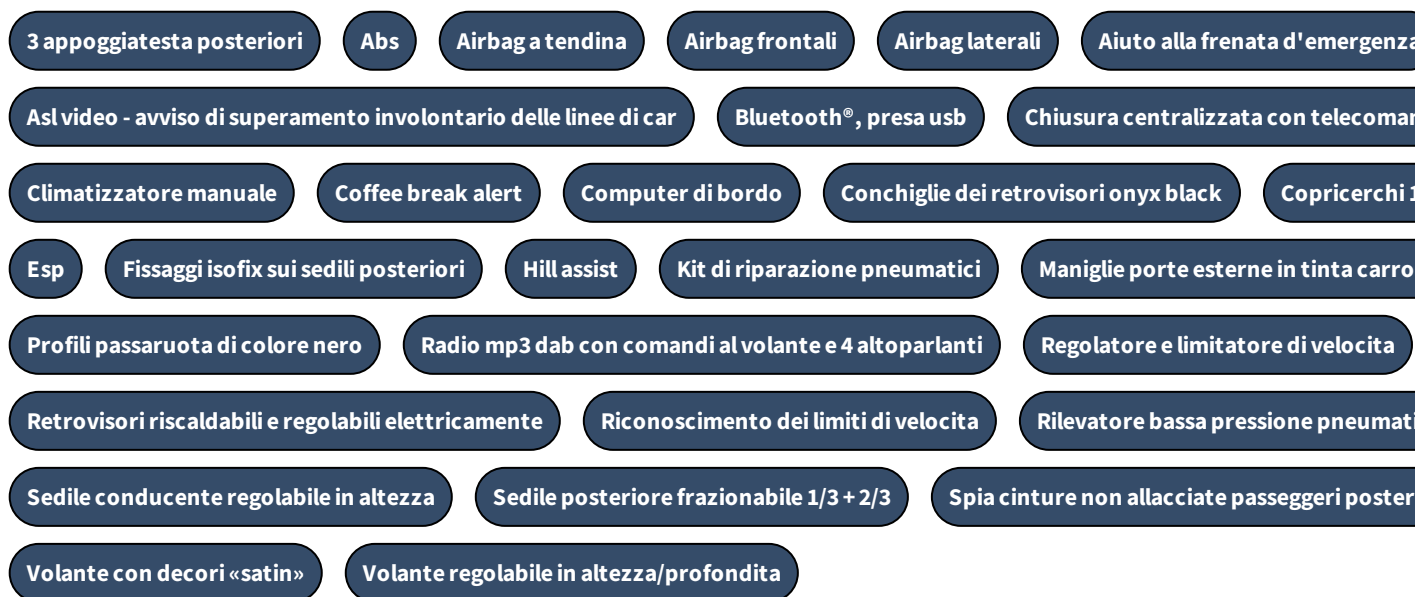 3 appoggiatesta posteriori Abs Airbag a tendina Airbag frontali Airbag laterali Aiuto alla frenata d'emergenza
Asl video - avviso di superamento involontario delle linee di car Bluetooth®, presa usb Chiusura centralizzata con
Climatizzatore manuale Coffee break alert Computer di bordo Conchiglie dei retrovisori onyx black Copricerchi
Esp Fissaggi isofix sui sedili posteriori Hill assist Kit di riparazione pneumatici Maniglie porte esterne in tinta
Profili passaruota di colore nero Radio mp3 dab con comandi al volante e 4 altoparlanti Regolatore e limitatore di velocita
Retrovisori riscaldabili e regolabili elettricamente Riconoscimento dei limiti di velocita Rilevatore bassa pressione
Sedile conducente regolabile in altezza Sedile posteriore frazionabile 1/3 + 2/3 Spia cinture non allacciate passeggeri
Volante con decori «satin» Volante regolabile in altezza/profondita